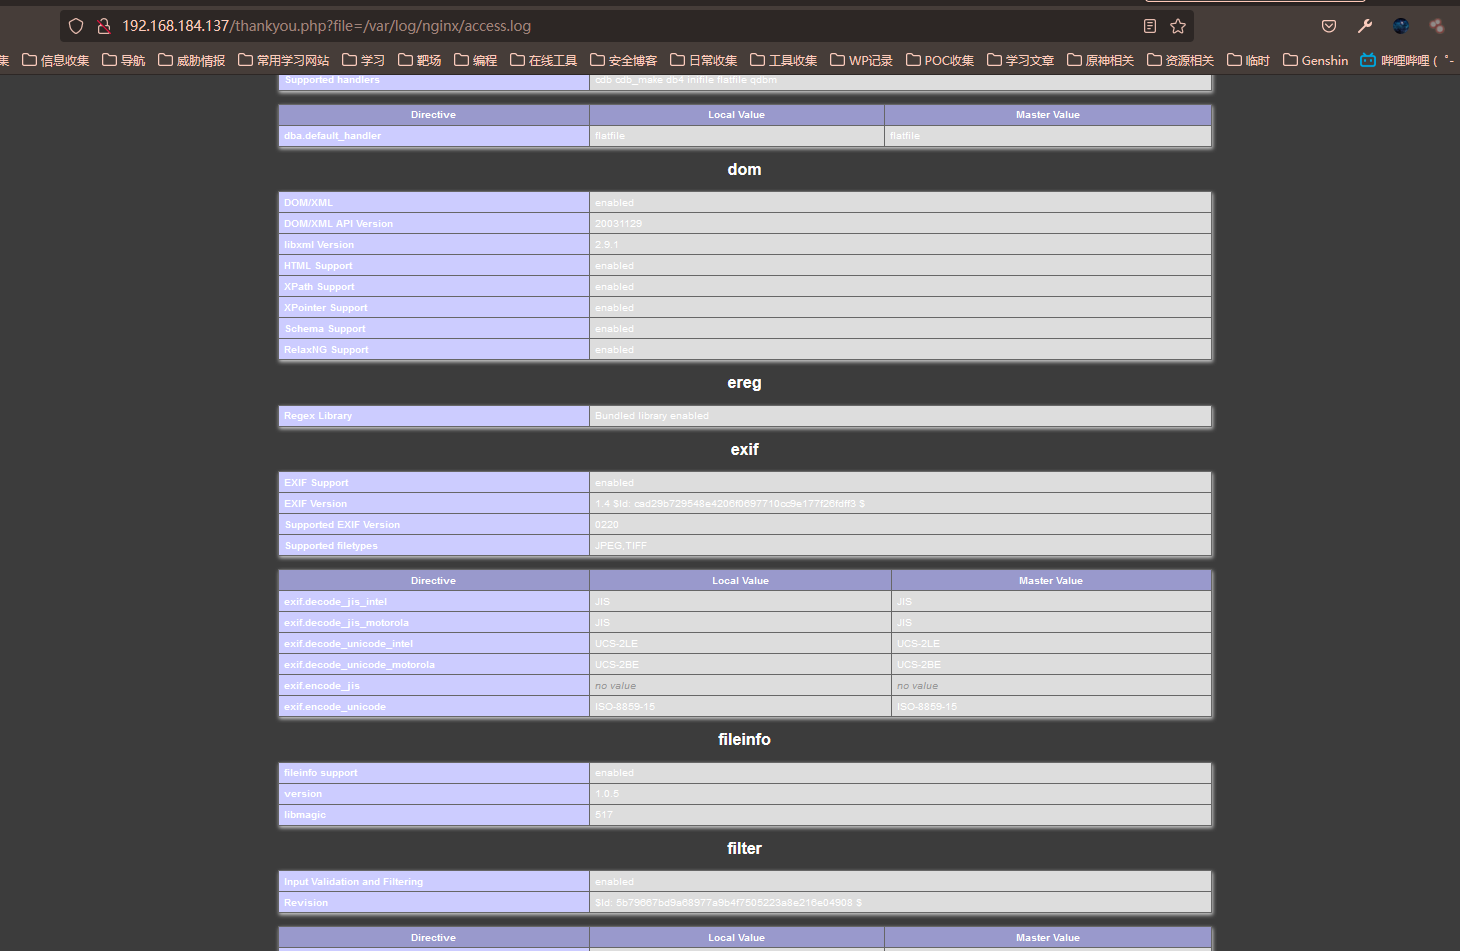 192.168.184.137/thankyou.php?file=/var/log/nginx/access.log
集 信息收集 导航 威胁情报 常用学习网站 学习 靶场 编程 在线工具 安全博客 日常收集 工具收集 WP记录 POC收集 学习文章 原神相关 资源相关 临时 Genshin 哔哩哔哩 ( ゜-
Supported handlers cdb cdb_make db4 inifile flatfile qdbm
Directive Local Value Master Value
dba.default_handler flatfile flatfile
dom
DOM/XML enabled
DOM/XML API Version 20031129
libxml Version 2.9.1
HTML Support enabled
XPath Support enabled
XPointer Support enabled
Schema Support enabled
RelaxNG Support enabled
ereg
Regex Library Bundled library enabled
exif
EXIF Support enabled
EXIF Version 1.4 $Id: cad29b729548e4206f0697710cc9e177f26fdff3 $
Supported EXIF Version 0220
Supported filetypes JPEG,TIFF
Directive Local Value Master Value
exif.decode_jis_intel JIS JIS
exif.decode_jis_motorola JIS JIS
exif.decode_unicode_intel UCS-2LE UCS-2LE
exif.decode_unicode_motorola UCS-2BE UCS-2BE
exif.encode_jis no value no value
exif.encode_unicode ISO-8859-15 ISO-8859-15
fileinfo
fileinfo support enabled
version 1.0.5
libmagic 517
filter
Input Validation and Filtering enabled
Revision $Id: 5b79667bd9a68977a9b4f7505223a8e216e04908 $
Directive Local Value Master Value